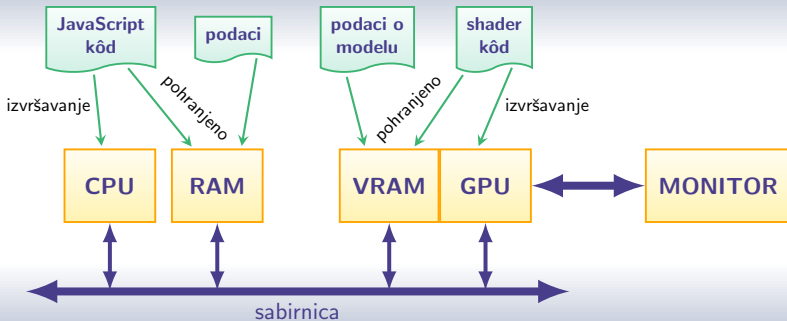 JavaScript
kôd
podaci
podaci o
modelu
shader
kôd
izvršavanje
pohranjeno
pohranjeno
izvršavanje
CPU
RAM
VRAM
GPU
MONITOR
sabirnica